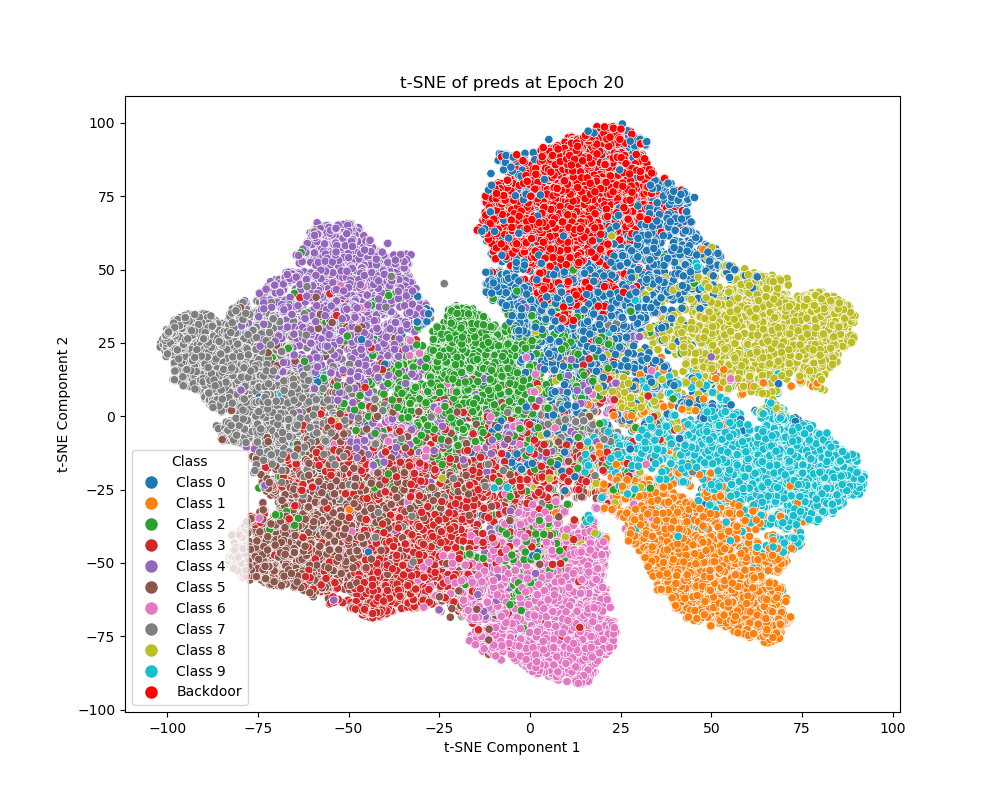 t-SNE of preds at Epoch 20
t-SNE Component 2
100
75
50
25
0
−25
−50
−75
−100
Class
Class 0
Class 1
Class 2
Class 3
Class 4
Class 5
Class 6
Class 7
Class 8
Class 9
Backdoor
−100
−75
−50
−25
0
25
50
75
100
t-SNE Component 1